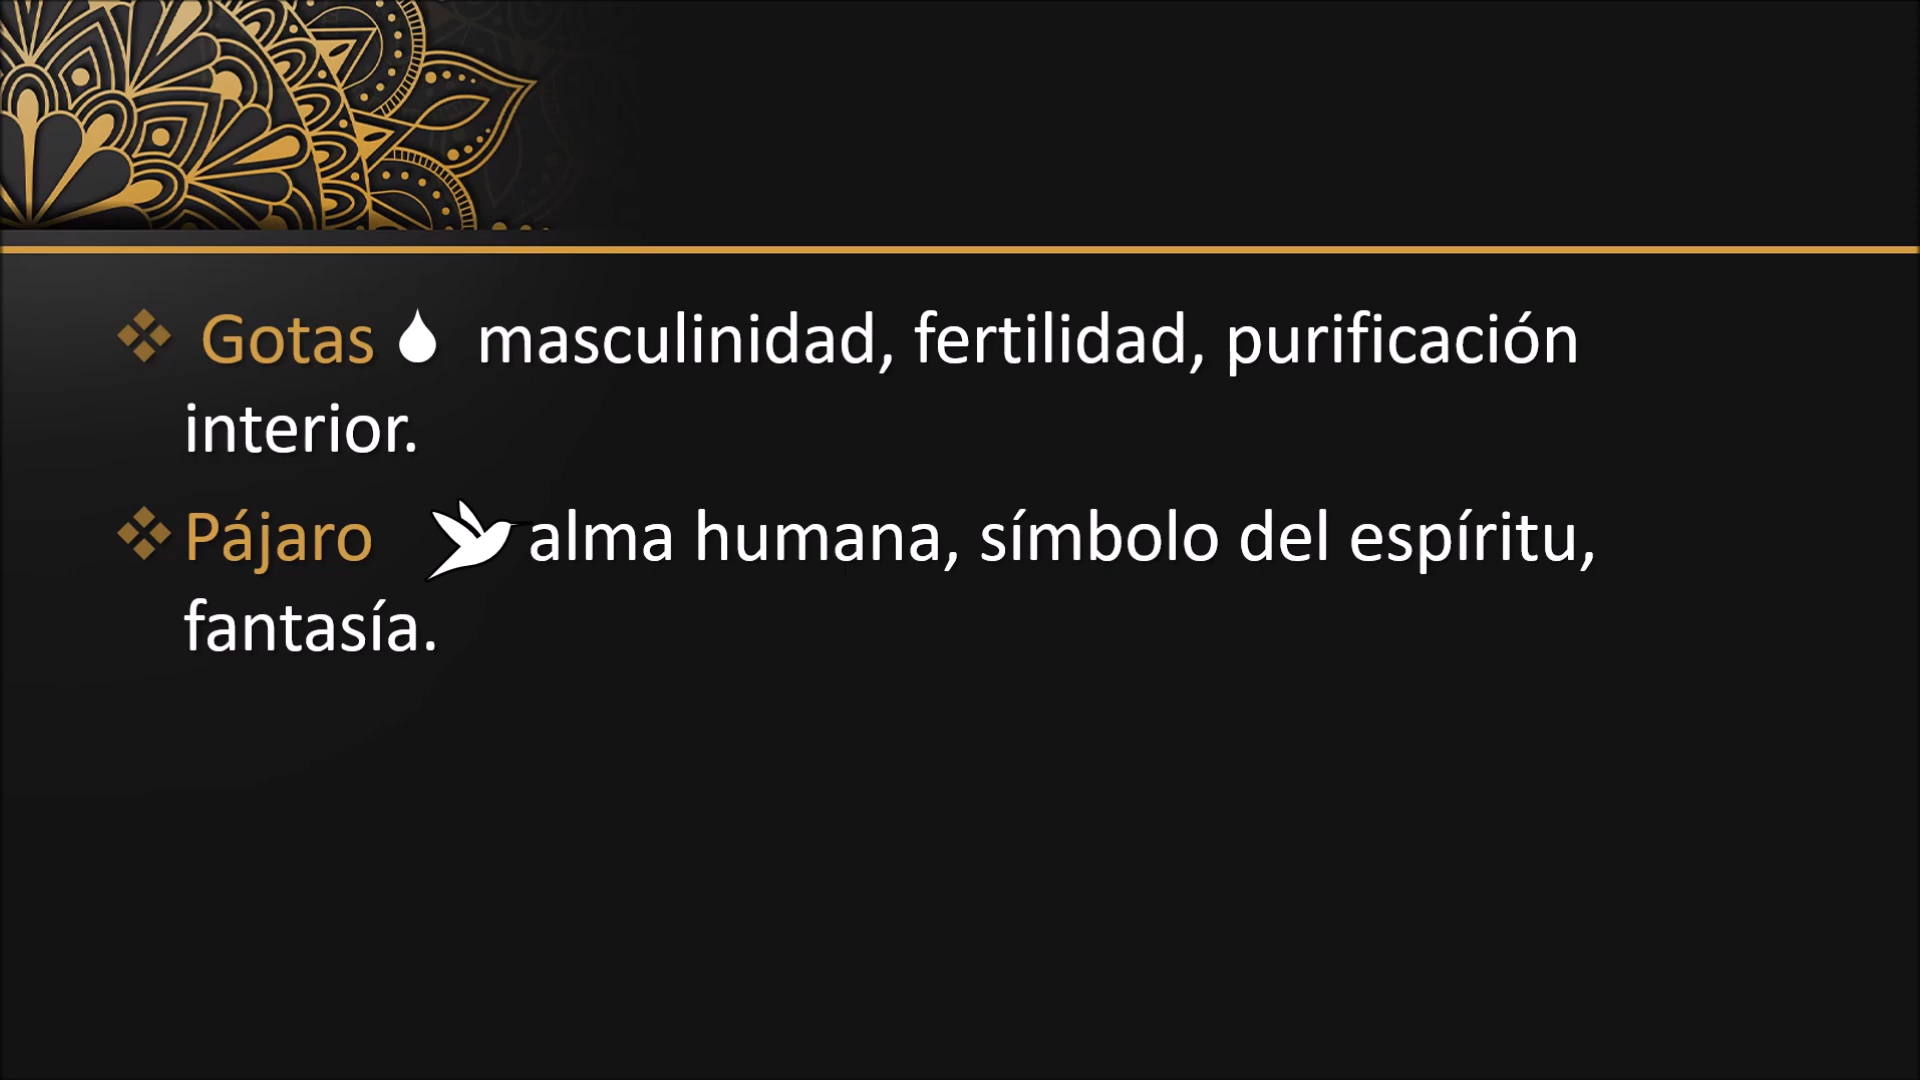 ❖ Gotas 💧 masculinidad, fertilidad, purificación
interior.
❖ Pájaro alma humana, símbolo del espíritu,
fantasía.